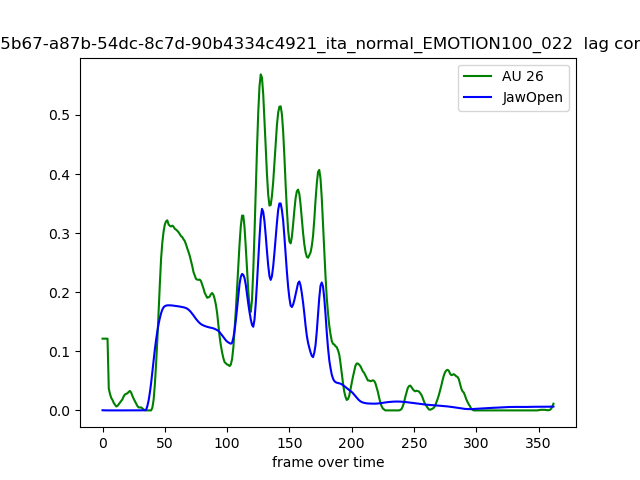 5b67-a87b-54dc-8c7d-90b4334c4921_ita_normal_EMOTION100_022 lag cor
AU 26
JawOpen
0.5
0.4
0.3
0.2
0.1
0.0
0 50 100 150 200 250 300 350
frame over time